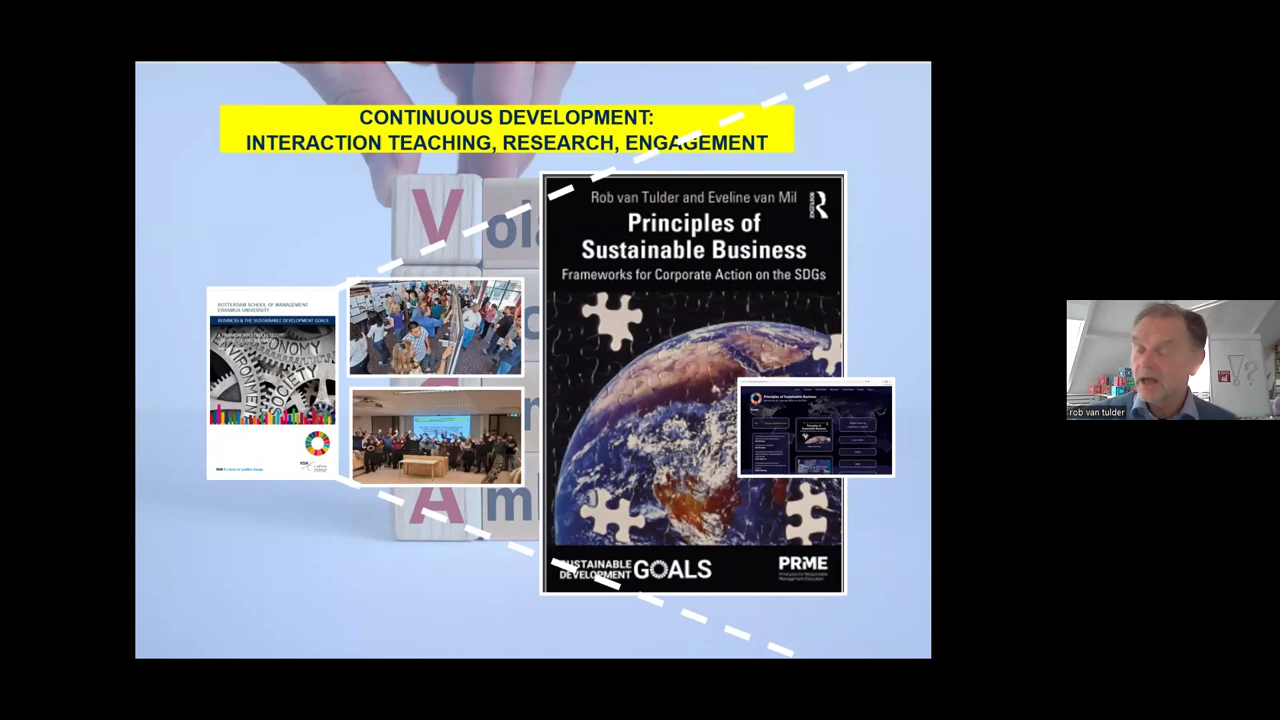 CONTINUOUS DEVELOPMENT:
INTERACTION TEACHING, RESEARCH, ENGAGEMENT
V
A
ROTTERDAM SCHOOL OF MANAGEMENT
ERASMUS UNIVERSITY
BUSINESS & THE SUSTAINABLE DEVELOPMENT GOALS
ECONOMY
ENVIRONMENT
SOCIETY
RSM
Rob van Tulder and Eveline van Mil
Principles of
Sustainable Business
Frameworks for Corporate Action on the SDGs
SUSTAINABLE
DEVELOPMENT GOALS
PRME
Principles of Sustainable Business
rob van tulder